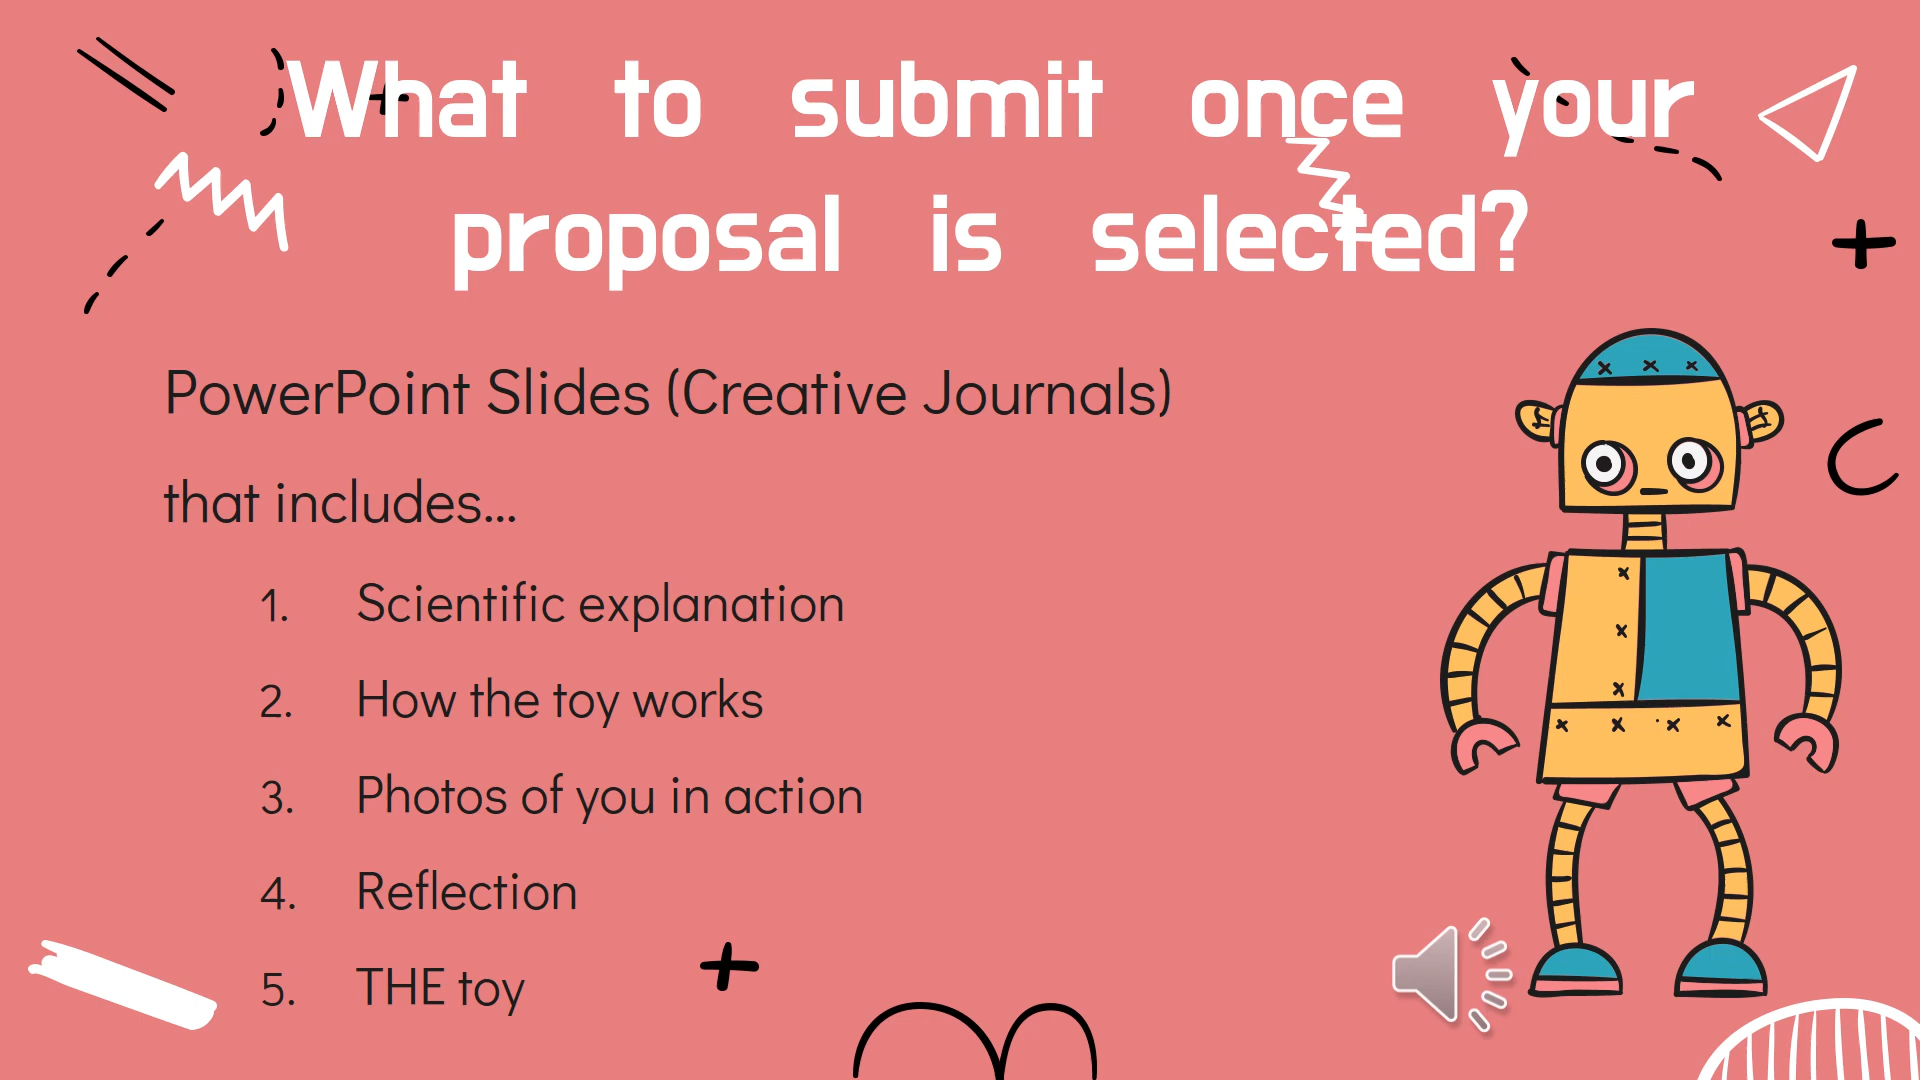 What to submit once your
proposal is selected?
PowerPoint Slides (Creative Journals)
that includes...
1. Scientific explanation
2. How the toy works
3. Photos of you in action
4. Reflection
5. THE toy